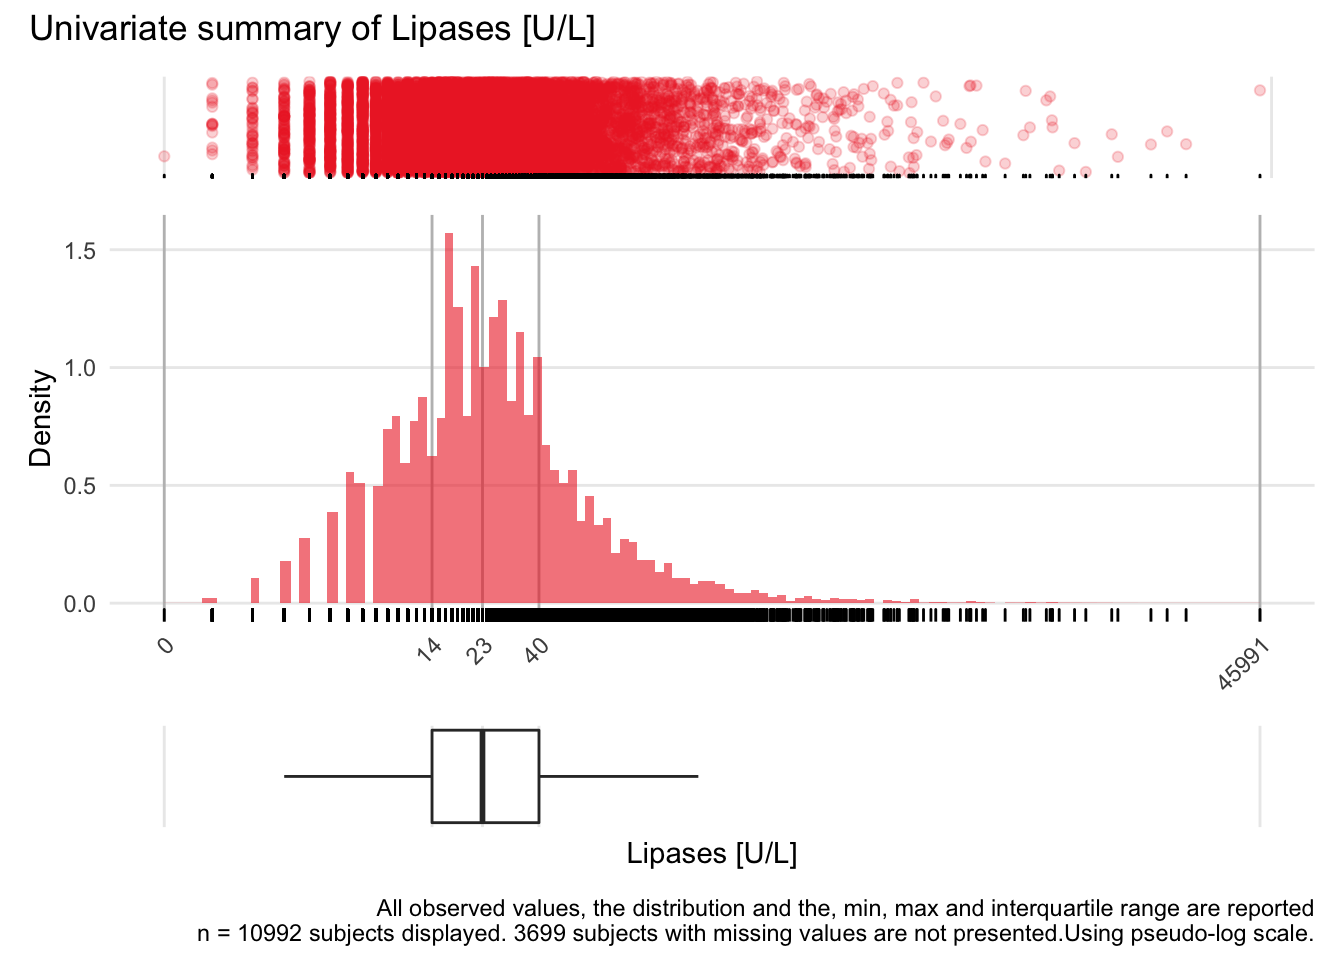 Univariate summary of Lipases [U/L]
1.5
1.0
0.5
0.0
Density
0 14 23 40 45991
Lipases [U/L]
All observed values, the distribution and the, min, max and interquartile range are reported
n = 10992 subjects displayed. 3699 subjects with missing values are not presented.Using pseudo-log scale.